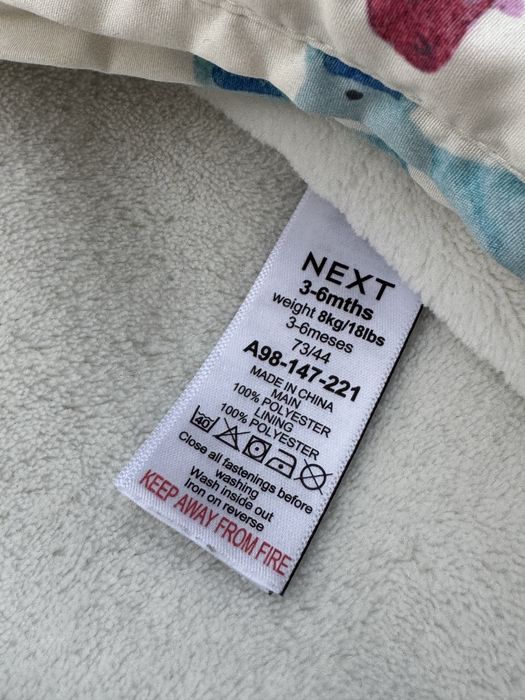 NEXT
3-6mths
weight 8kg/18lbs
3-6meses
73/44
A98-147-221
MADE IN CHINA
MAIN
100% POLYESTER
LINING
100% POLYESTER
40
Close all fastenings before
washing
Wash inside out
Iron on reverse
KEEP AWAY FROM FIRE